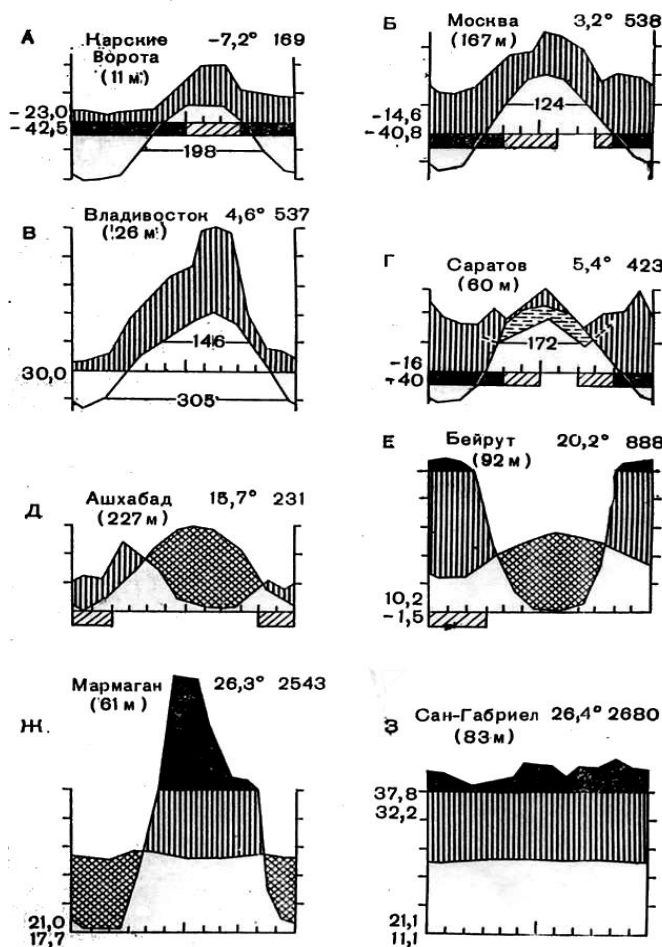 А
Карские Ворота
(11 м)
-7,2° 169
-23,0
-42,5
198
Б
Москва
(167 м)
3,2° 538
124
-14,6
-40,8
В
Владивосток
4,6° 537
146
30,0
305
Г
Саратов
(60 м)
5,4° 423
172
-16
-40
Д
Ашхабад
(227 м)
15,7° 231
Е
Бейрут
(92 м)
20,2° 888
10,2
-1,5
Ж
Мармаган
(61 м)
26,3° 2543
21,0
17,7
З
Сан-Габриел
(83 м)
26,4° 2680
37,8
32,2
21,1
11,1